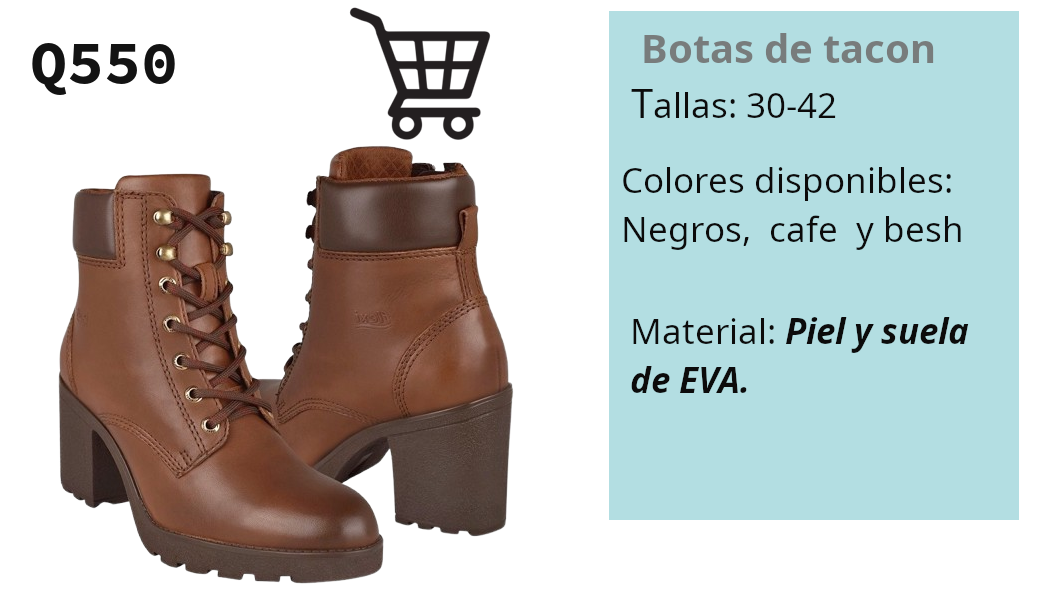 Q550
Botas de tacon
Tallas: 30-42
Colores disponibles:
Negros,  cafe  y besh
Material: Piel y suela
de EVA.